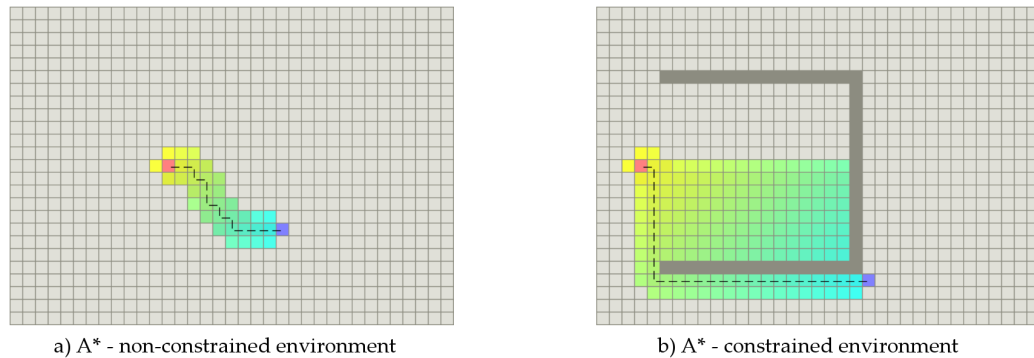 a) A* - non-constrained environment
b) A* - constrained environment